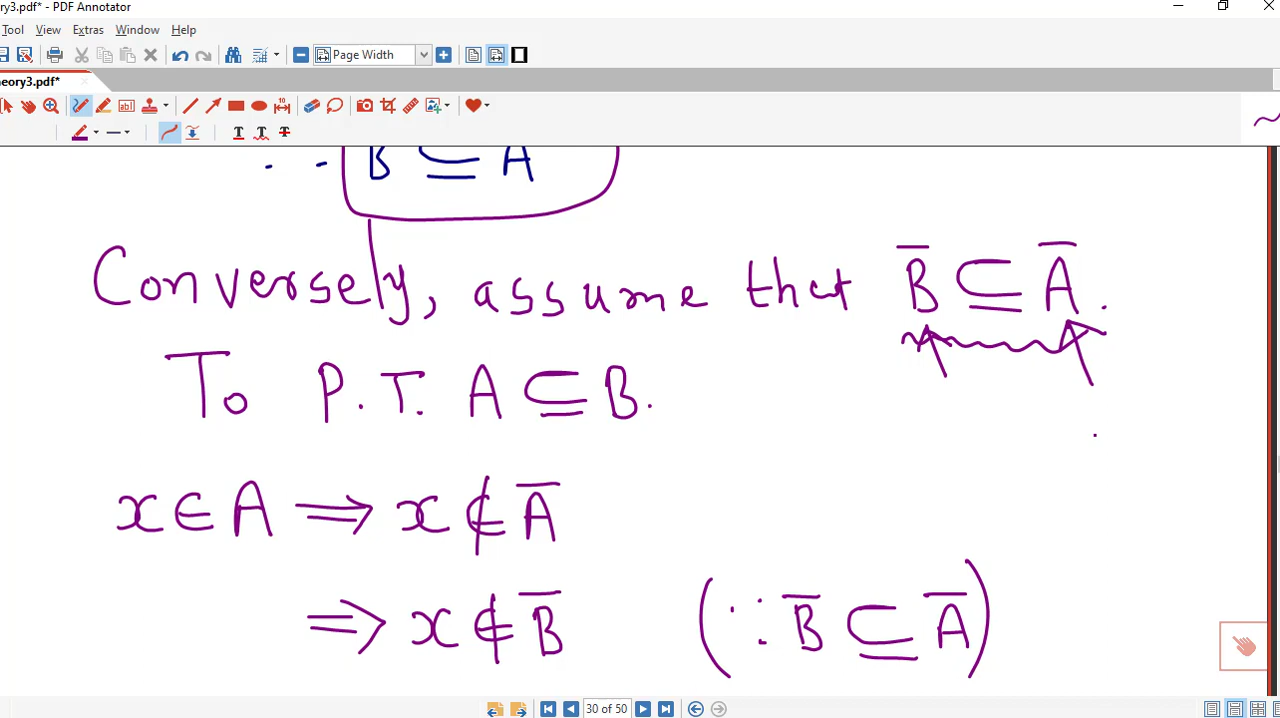 ry3.pdf* - PDF Annotator
Tool View Extras Window Help
Page Width
eory3.pdf*
∴ B̅ ⊆ A̅
Conversely, assume that B̅ ⊆ A̅.
To P.T. A ⊆ B.
x ∈ A ⟹ x ∉ A̅
⟹ x ∉ B̅ (∵ B̅ ⊆ A̅)
30 of 50